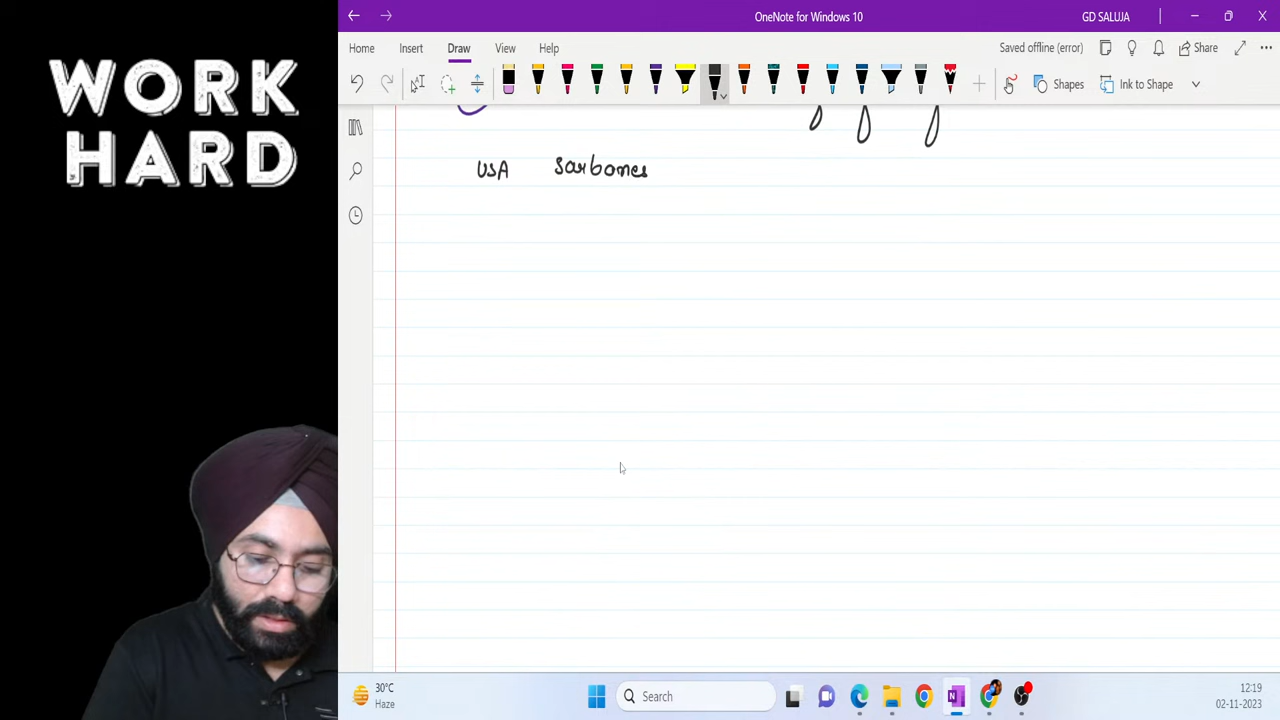 WORK
HARD
OneNote for Windows 10
GD SALUJA
Home Insert Draw View Help
Saved offline (error)
Share
Shapes
Ink to Shape
USA Sarbanes
30°C
Haze
Search
12:19
02-11-2023